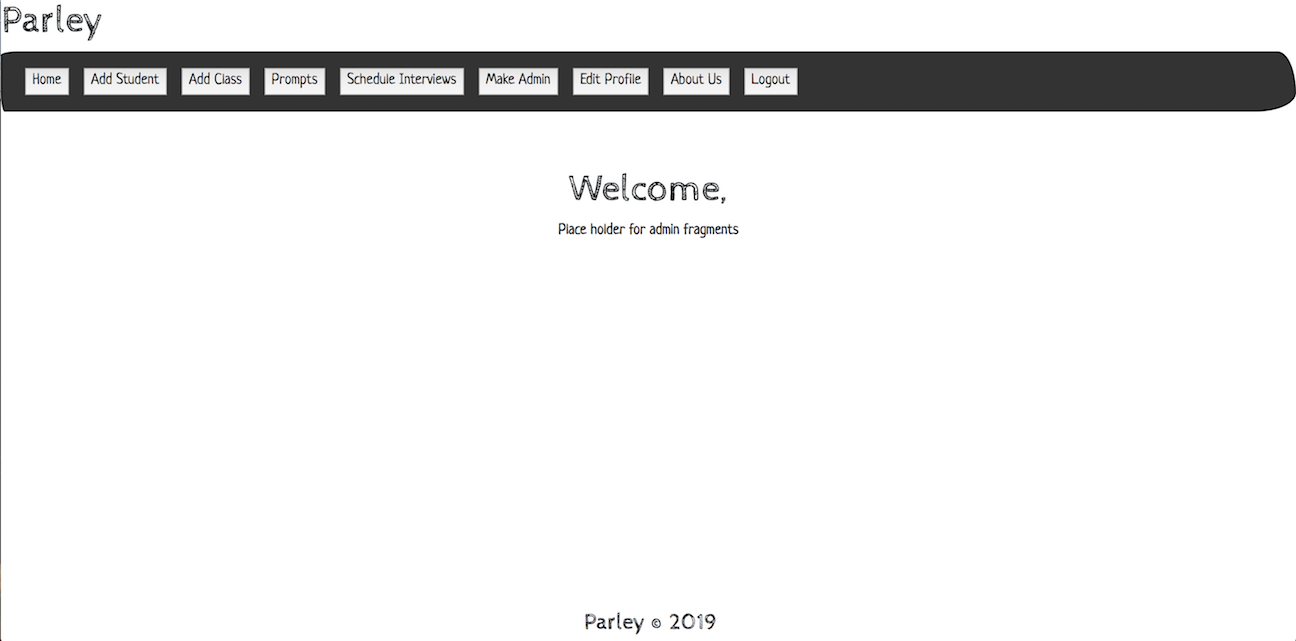 Parley
Home Add Student Add Class Prompts Schedule Interviews Make Admin Edit Profile About Us Logout
Welcome,
Place holder for admin fragments
Parley © 2019